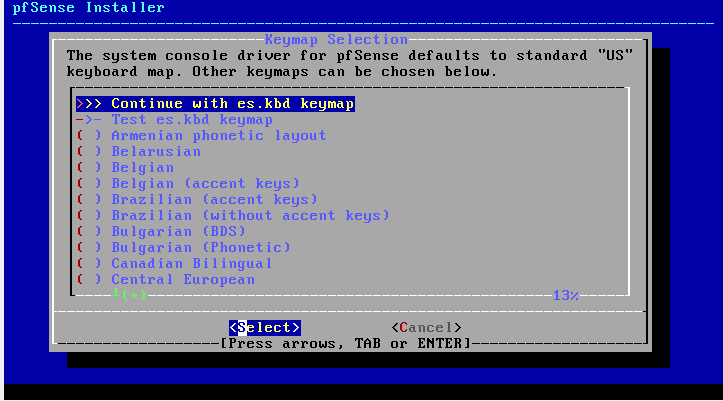 pfSense Installer
Keymap Selection
The system console driver for pfSense defaults to standard "US"
keyboard map. Other keymaps can be chosen below.
>>> Continue with es.kbd keymap
->- Test es.kbd keymap
( ) Armenian phonetic layout
( ) Belarusian
( ) Belgian
( ) Belgian (accent keys)
( ) Brazilian (accent keys)
( ) Brazilian (without accent keys)
( ) Bulgarian (BDS)
( ) Bulgarian (Phonetic)
( ) Canadian Bilingual
( ) Central European
(+) 13%
<Select> <Cancel>
[Press arrows, TAB or ENTER]